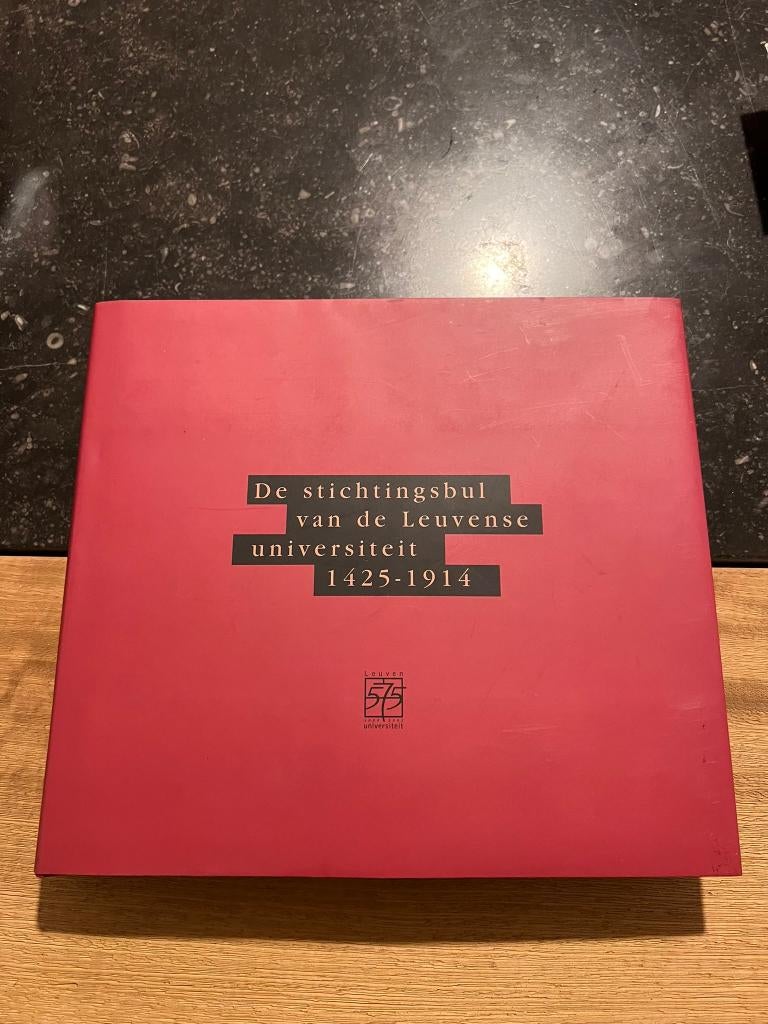 De stichtingsbul
van de Leuvense
universiteit
1425-1914
Leuven
575
universiteit